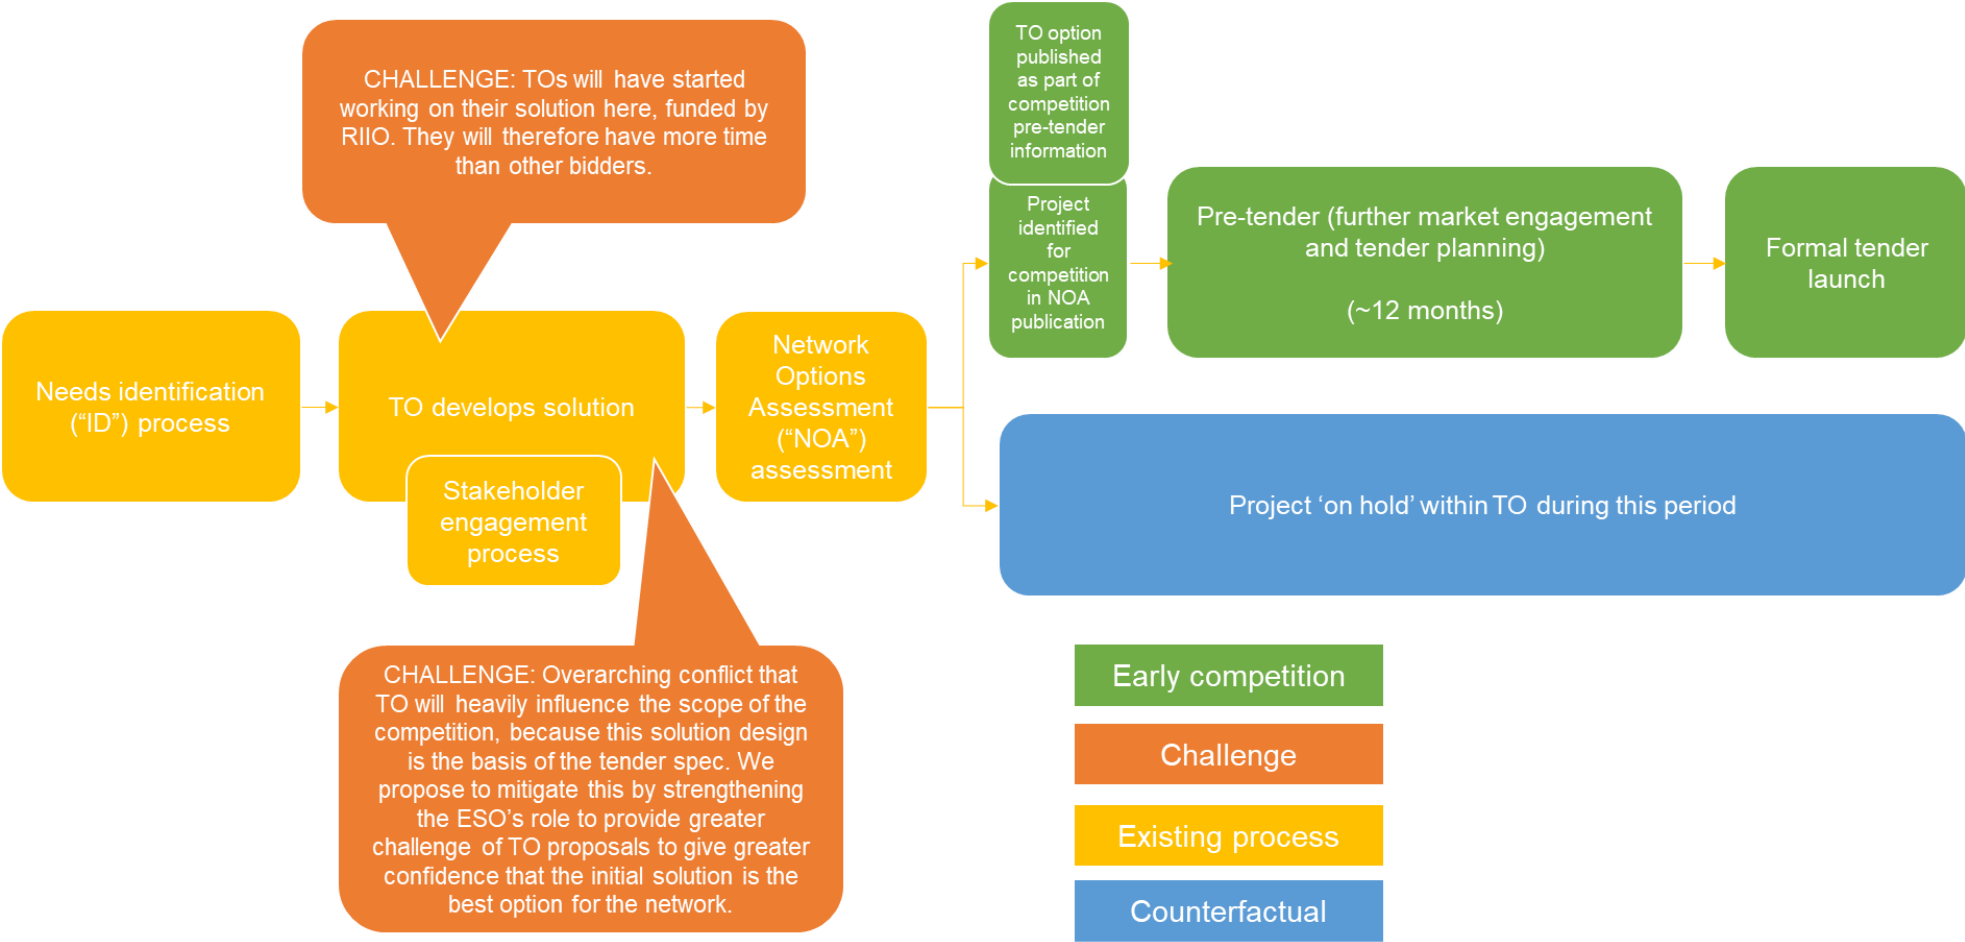 CHALLENGE: TOs will have started
working on their solution here, funded by
RIIO. They will therefore have more time
than other bidders.
TO option
published
as part of
competition
pre-tender
information
Project
identified
for
competition
in NOA
publication
Pre-tender (further market engagement
and tender planning)
(~12 months)
Formal tender
launch
Needs identification
(“ID”) process
TO develops solution
Stakeholder
engagement
process
Network
Options
Assessment
(“NOA”)
assessment
Project ‘on hold’ within TO during this period
CHALLENGE: Overarching conflict that
TO will heavily influence the scope of the
competition, because this solution design
is the basis of the tender spec. We
propose to mitigate this by strengthening
the ESO’s role to provide greater
challenge of TO proposals to give greater
confidence that the initial solution is the
best option for the network.
Early competition
Challenge
Existing process
Counterfactual